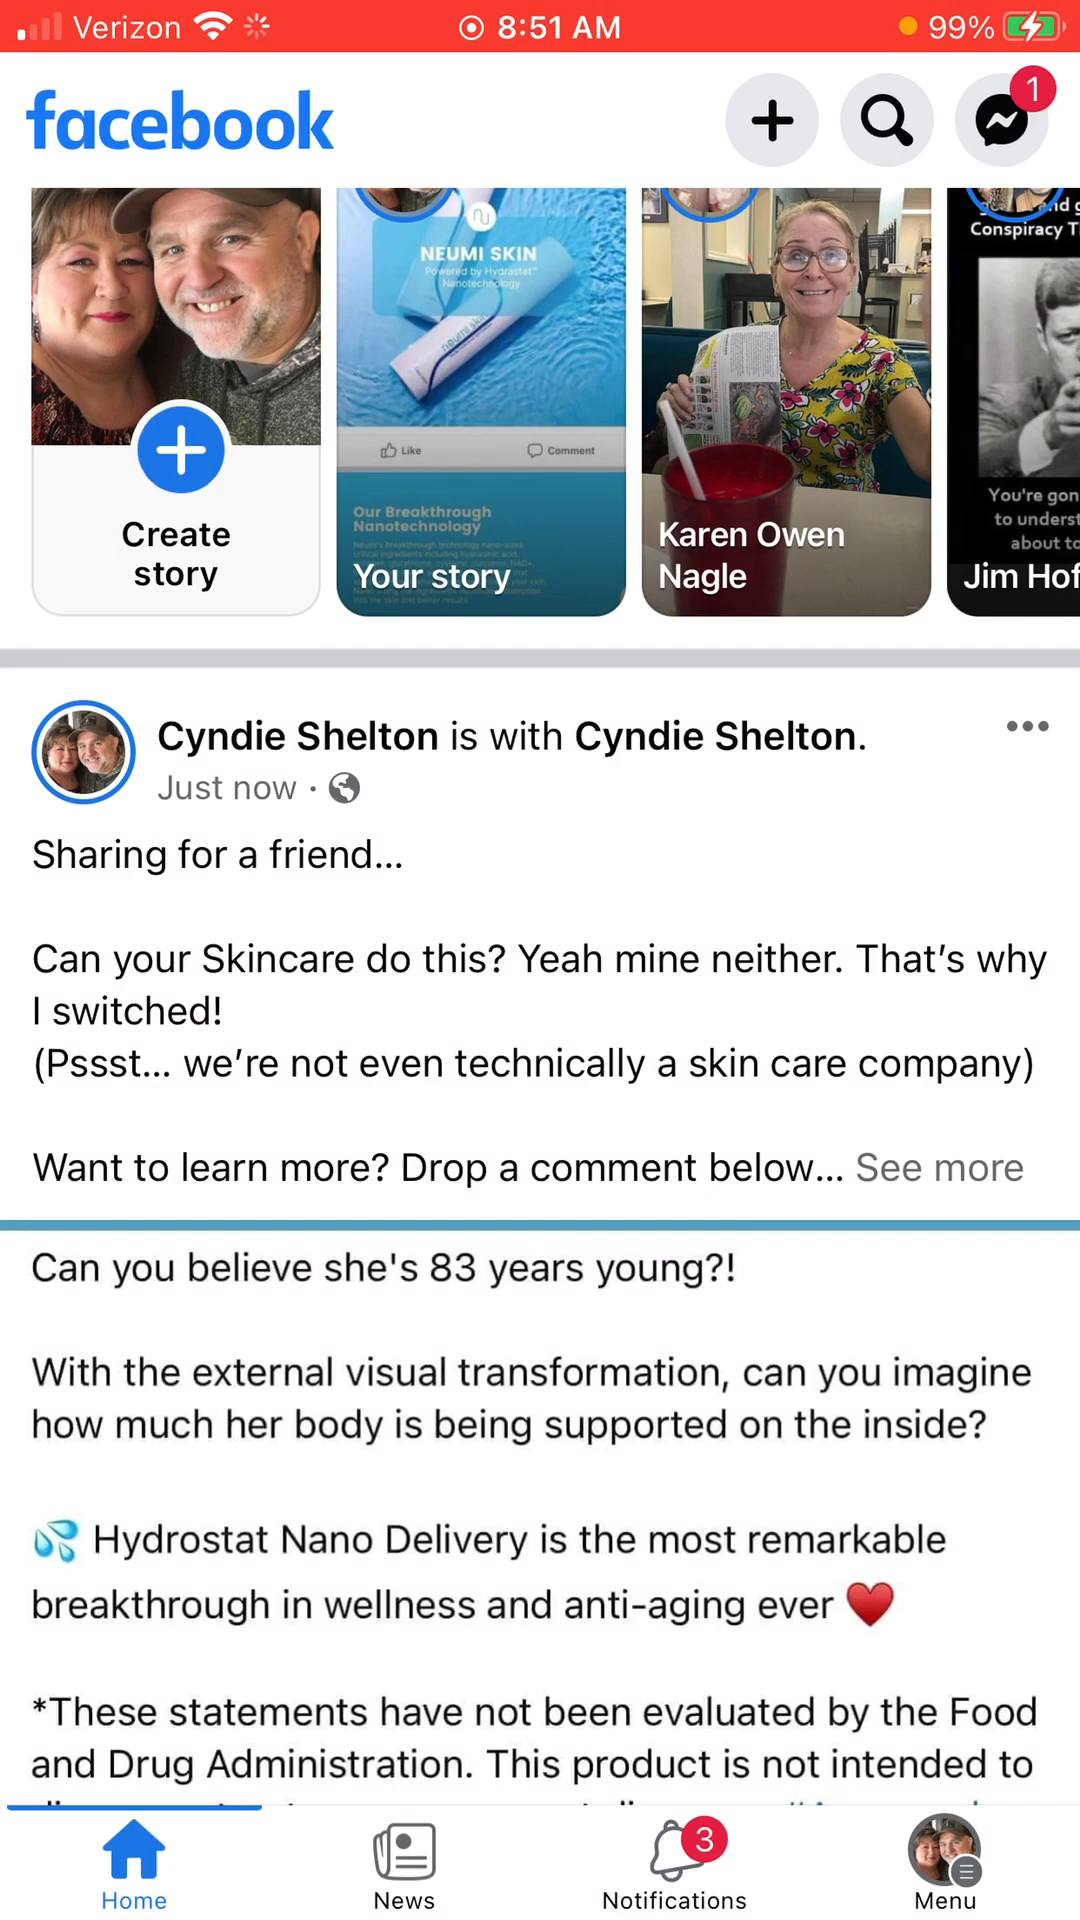 Verizon 8:51 AM 99%
facebook
1
NEUMI SKIN
Powered by Hydrastat™
Nanotechnology
neumi skin
Like Comment
Our Breakthrough
Nanotechnology
Create
story
Your story
Karen Owen
Nagle
Conspiracy T
You're gon
to underst
about to
Jim Hof
Cyndie Shelton is with Cyndie Shelton.
Just now ·
Sharing for a friend...
Can your Skincare do this? Yeah mine neither. That’s why
I switched!
(Pssst... we’re not even technically a skin care company)
Want to learn more? Drop a comment below... See more
Can you believe she's 83 years young?!
With the external visual transformation, can you imagine
how much her body is being supported on the inside?
💦 Hydrostat Nano Delivery is the most remarkable
breakthrough in wellness and anti-aging ever ♥️
*These statements have not been evaluated by the Food
and Drug Administration. This product is not intended to
3
Home News Notifications Menu